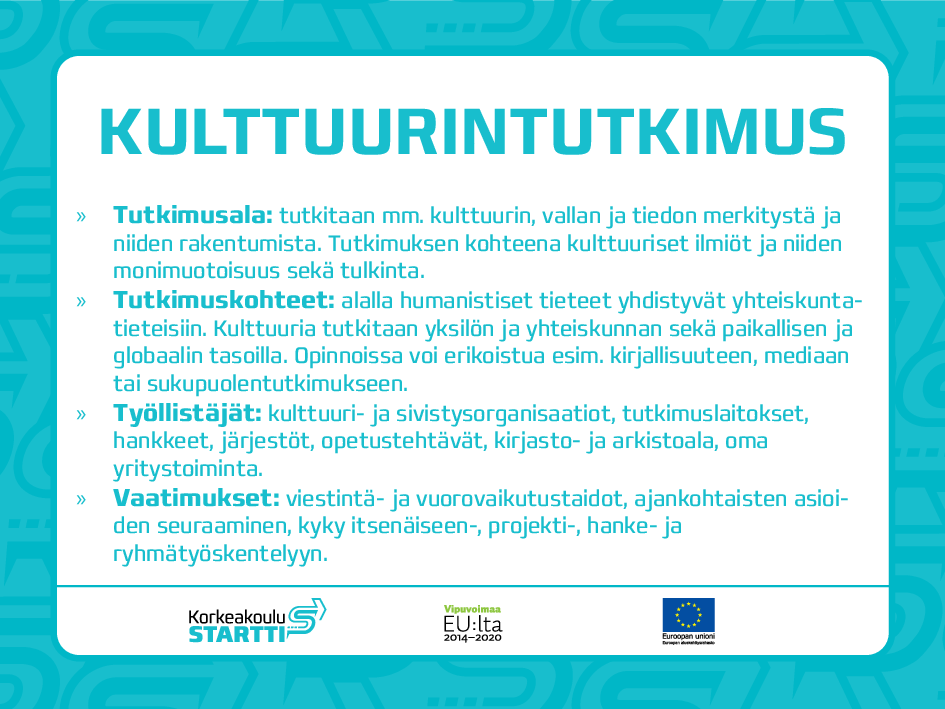 KULTTUURINTUTKIMUS
» Tutkimusala: tutkitaan mm. kulttuurin, vallan ja tiedon merkitystä ja
niiden rakentumista. Tutkimuksen kohteena kulttuuriset ilmiöt ja niiden
monimuotoisuus sekä tulkinta.
» Tutkimuskohteet: alalla humanistiset tieteet yhdistyvät yhteiskunta-
tieteisiin. Kulttuuria tutkitaan yksilön ja yhteiskunnan sekä paikallisen ja
globaalin tasoilla. Opinnoissa voi erikoistua esim. kirjallisuuteen, mediaan
tai sukupuolentutkimukseen.
» Työllistäjät: kulttuuri- ja sivistysorganisaatiot, tutkimuslaitokset,
hankkeet, järjestöt, opetustehtävät, kirjasto- ja arkistoala, oma
yritystoiminta.
» Vaatimukset: viestintä- ja vuorovaikutustaidot, ajankohtaisten asioi-
den seuraaminen, kyky itsenäiseen-, projekti-, hanke- ja
ryhmätyöskentelyyn.
Korkeakoulu
STARTTI
Vipuvoimaa
EU:lta
2014–2020
Euroopan unioni
Euroopan aluekehitysrahasto